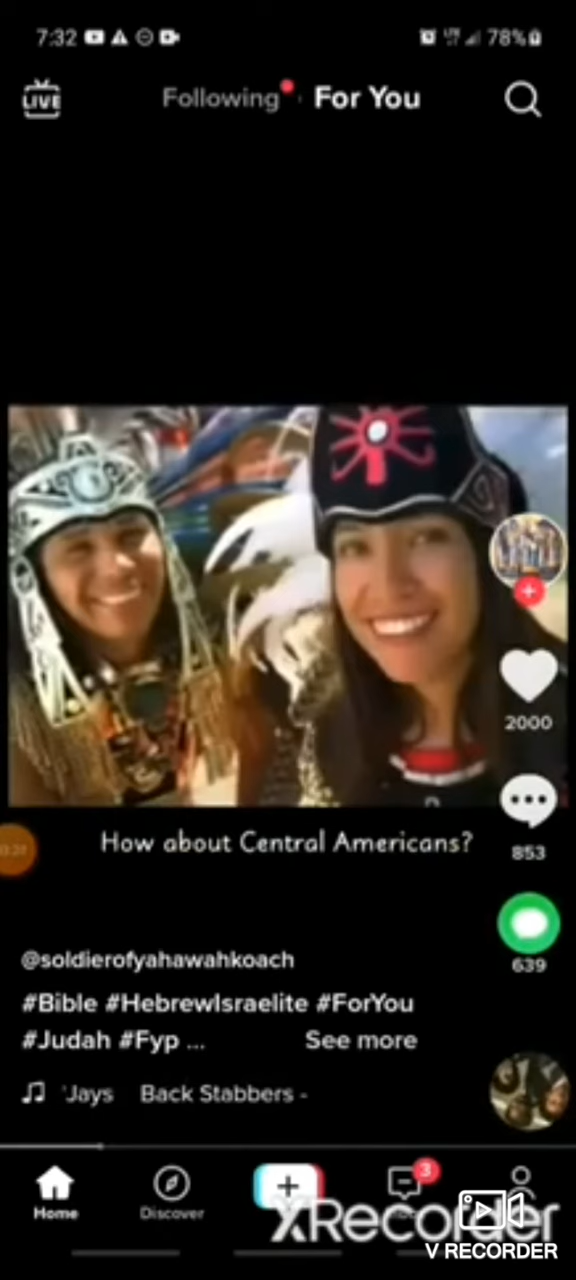 7:32
78%
LIVE
Following
For You
2000
How about Central Americans?
853
@soldierofyahawahkoach
639
#Bible #HebrewIsraelite #ForYou
#Judah #Fyp ...
See more
'Jays Back Stabbers -
3
Home
Discover
XRecorder
V RECORDER